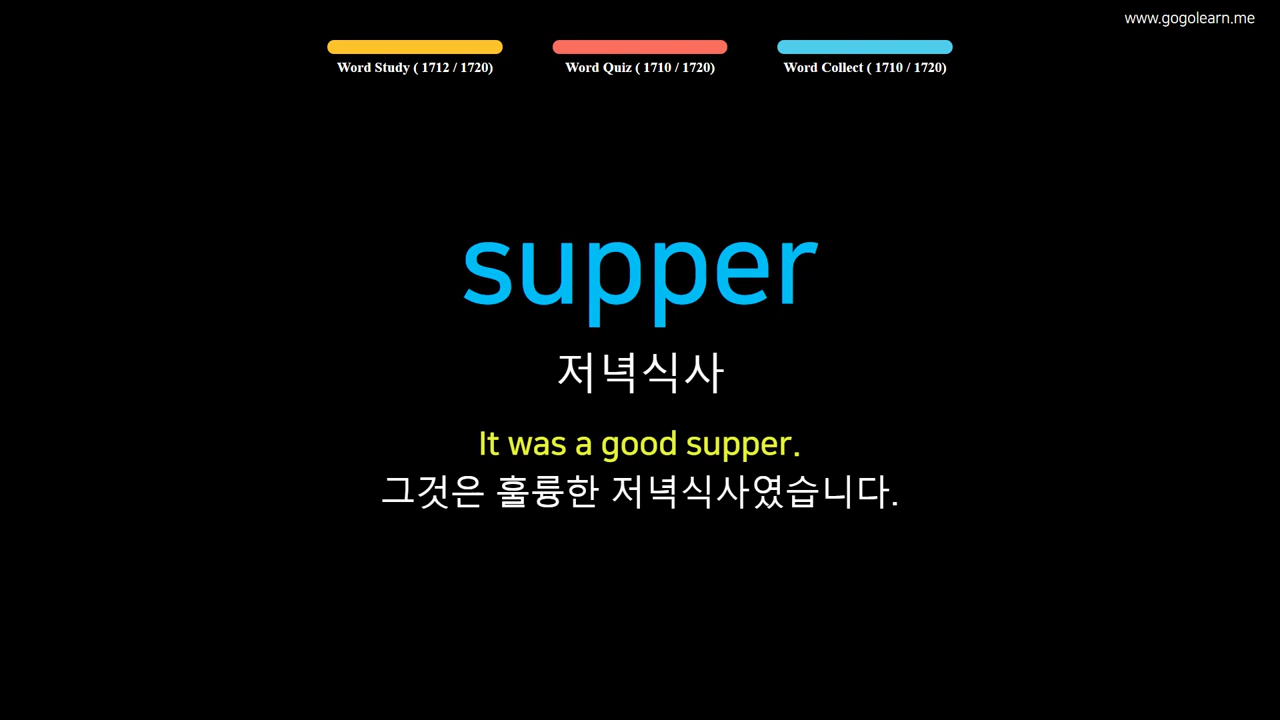 www.gogolearn.me
Word Study ( 1712 / 1720)
Word Quiz ( 1710 / 1720)
Word Collect ( 1710 / 1720)
supper
저녁식사
It was a good supper.
그것은 훌륭한 저녁식사였습니다.